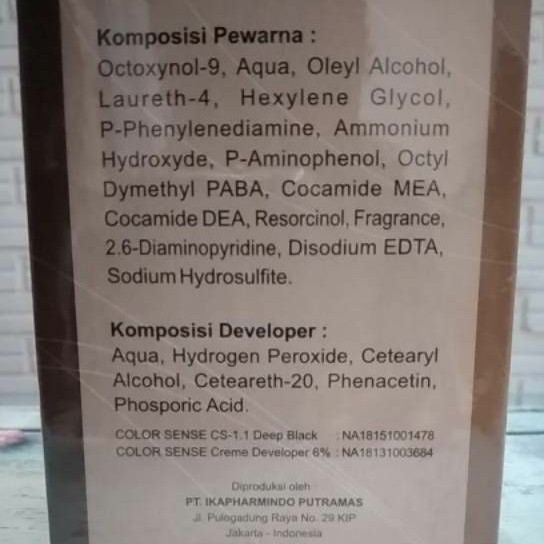 Komposisi Pewarna :
Octoxynol-9, Aqua, Oleyl Alcohol,
Laureth-4, Hexylene Glycol,
P-Phenylenediamine, Ammonium
Hydroxyde, P-Aminophenol, Octyl
Dymethyl PABA, Cocamide MEA,
Cocamide DEA, Resorcinol, Fragrance,
2.6-Diaminopyridine, Disodium EDTA,
Sodium Hydrosulfite.
Komposisi Developer :
Aqua, Hydrogen Peroxide, Cetearyl
Alcohol, Ceteareth-20, Phenacetin,
Phosporic Acid.
COLOR SENSE CS-1.1 Deep Black : NA18151001478
COLOR SENSE Creme Developer 6% : NA18131003684
Diproduksi oleh
PT. IKAPHARMINDO PUTRAMAS
Jl. Pulogadung Raya No. 29 KIP
Jakarta - Indonesia